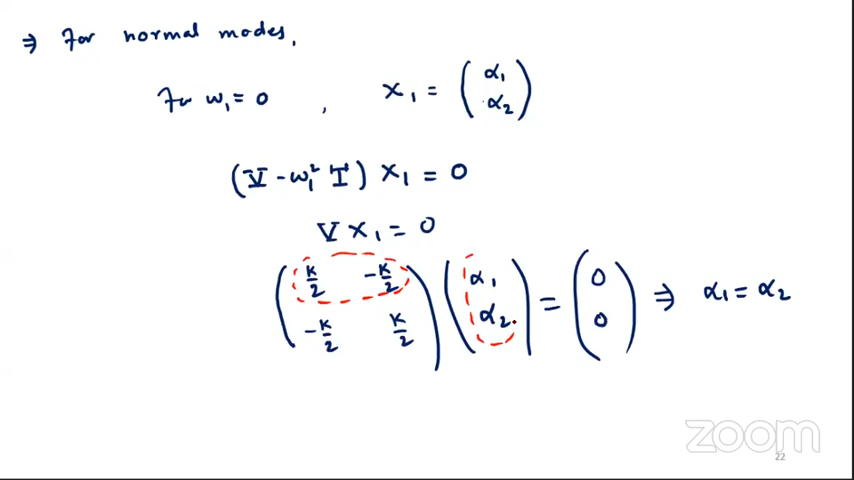 ⇒ For normal modes,
For ω₁ = 0 , X₁ = (α₁ α₂)
(V - ω₁² T) X₁ = 0
V X₁ = 0
(K/2 -K/2 -K/2 K/2) (α₁ α₂) = (0 0) ⇒ α₁ = α₂
zoom
22